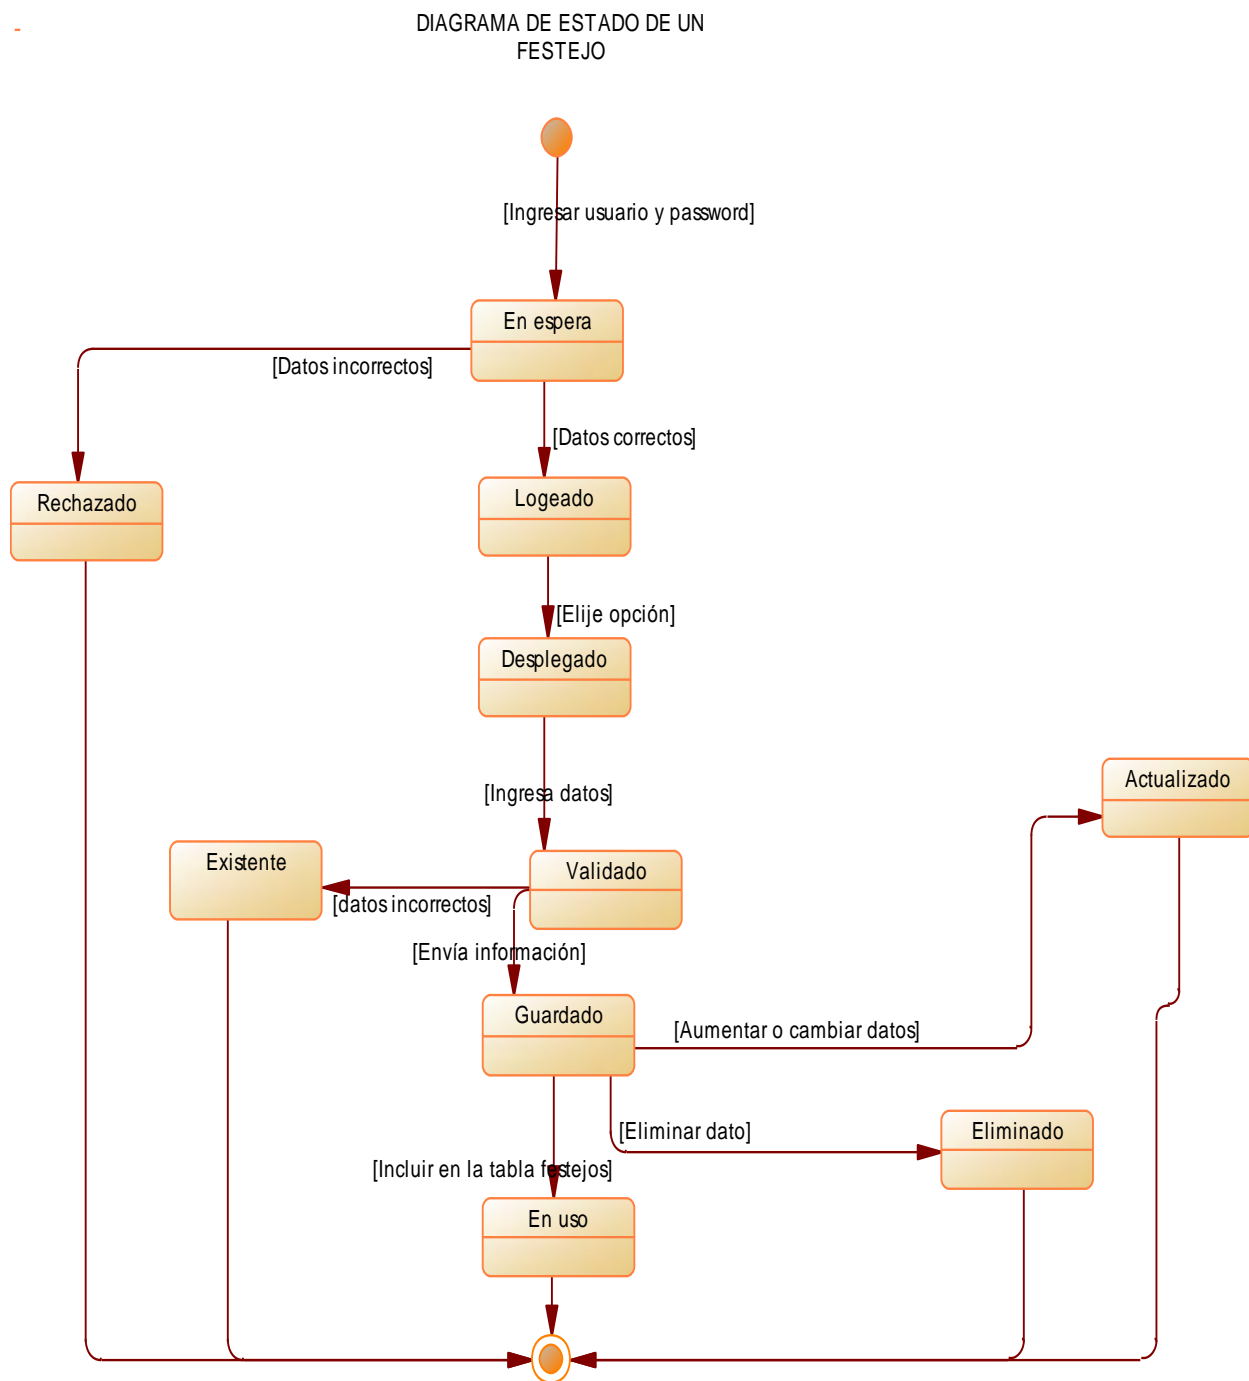 DIAGRAMA DE ESTADO DE UN
FESTEJO
[Ingresar usuario y password]
En espera
[Datos incorrectos]
[Datos correctos]
Rechazado
Logeado
[Elije opción]
Desplegado
Actualizado
[Ingresa datos]
Existente
Validado
[datos incorrectos]
[Envía información]
Guardado
[Aumentar o cambiar datos]
[Eliminar dato]
Eliminado
[Incluir en la tabla festejos]
En uso